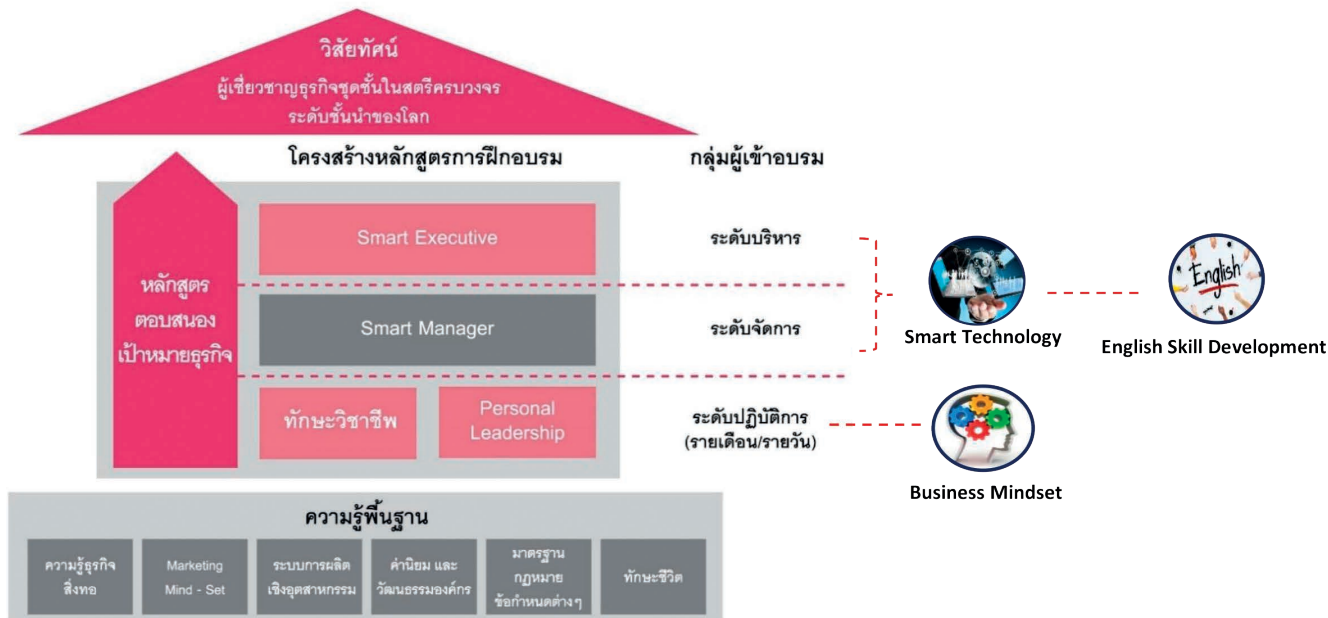 วิสัยทัศน์
ผู้เชี่ยวชาญธุรกิจชุดชั้นในสตรีครบวงจร
ระดับชั้นนำของโลก
โครงสร้างหลักสูตรการฝึกอบรม
กลุ่มผู้เข้าอบรม
หลักสูตร
ตอบสนอง
เป้าหมายธุรกิจ
Smart Executive
ระดับบริหาร
Smart Manager
ระดับจัดการ
ทักษะวิชาชีพ
Personal
Leadership
ระดับปฏิบัติการ
(รายเดือน/รายวัน)
Smart Technology
English
English Skill Development
Business Mindset
ความรู้พื้นฐาน
ความรู้ธุรกิจ
สิ่งทอ
Marketing
Mind - Set
ระบบการผลิต
เชิงอุตสาหกรรม
ค่านิยม และ
วัฒนธรรมองค์กร
มาตรฐาน
กฎหมาย
ข้อกำหนดต่างๆ
ทักษะชีวิต